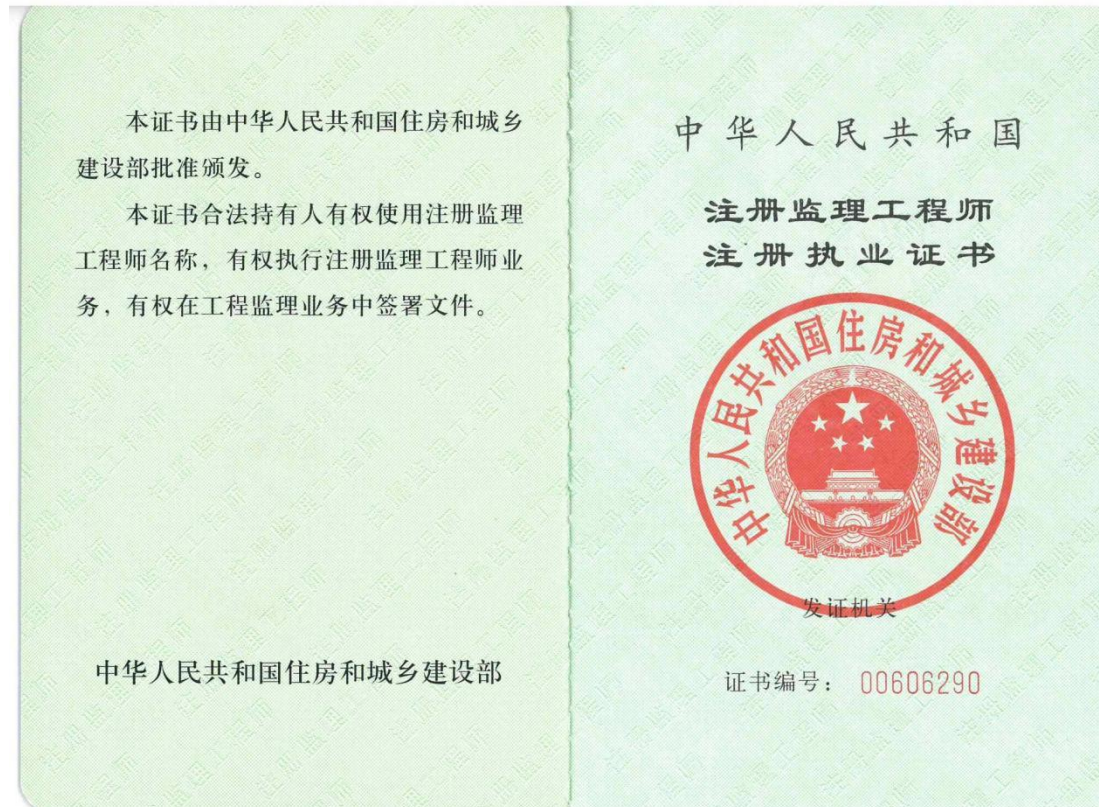 本证书由中华人民共和国住房和城乡
建设部批准颁发。
本证书合法持有人有权使用注册监理
工程师名称，有权执行注册监理工程师业
务，有权在工程监理业务中签署文件。
中华人民共和国住房和城乡建设部
中华人民共和国
注册监理工程师
注册执业证书
中华人民共和国住房和城乡建设部
发证机关
证书编号： 00606290